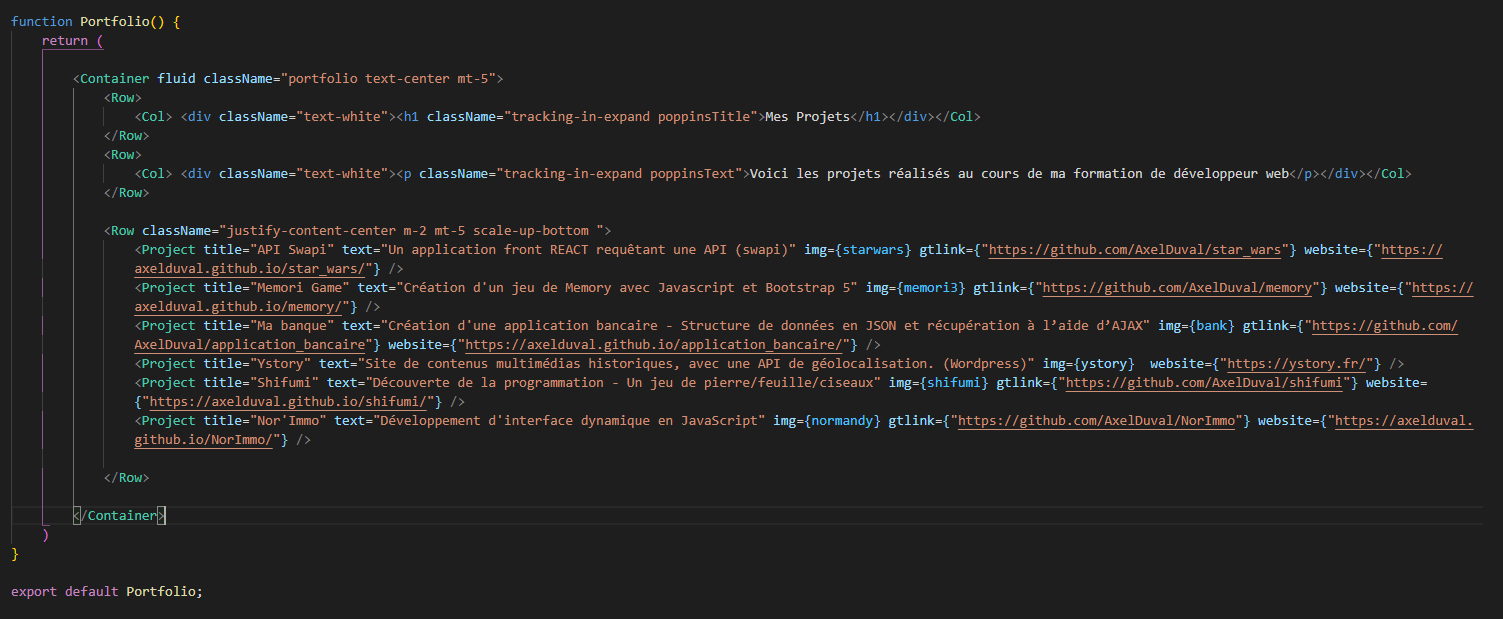 function Portfolio() {
return (
<Container fluid className="portfolio text-center mt-5">
<Row>
<Col> <div className="text-white"><h1 className="tracking-in-expand poppinsTitle">Mes Projets</h1></div></Col>
</Row>
<Row>
<Col> <div className="text-white"><p className="tracking-in-expand poppinsText">Voici les projets réalisés au cours de ma formation de développeur web</p></div></Col>
</Row>
<Row className="justify-content-center m-2 mt-5 scale-up-bottom ">
<Project title="API Swapi" text="Un application front REACT requêtant une API (swapi)" img={starwars} gtlink={"https://github.com/AxelDuval/star_wars"} website={"https://
axelduval.github.io/star_wars/"} />
<Project title="Memori Game" text="Création d'un jeu de Memory avec Javascript et Bootstrap 5" img={memori3} gtlink={"https://github.com/AxelDuval/memory"} website={"https://
axelduval.github.io/memory/"} />
<Project title="Ma banque" text="Création d'une application bancaire - Structure de données en JSON et récupération à l’aide d’AJAX" img={bank} gtlink={"https://github.com/
AxelDuval/application_bancaire"} website={"https://axelduval.github.io/application_bancaire/"} />
<Project title="Ystory" text="Site de contenus multimédias historiques, avec une API de géolocalisation. (Wordpress)" img={ystory}  website={"https://ystory.fr/"} />
<Project title="Shifumi" text="Découverte de la programmation - Un jeu de pierre/feuille/ciseaux" img={shifumi} gtlink={"https://github.com/AxelDuval/shifumi"} website=
{"https://axelduval.github.io/shifumi/"} />
<Project title="Nor'Immo" text="Développement d'interface dynamique en JavaScript" img={normandy} gtlink={"https://github.com/AxelDuval/NorImmo"} website={"https://axelduval.
github.io/NorImmo/"} />
</Row>
</Container>
)
}
export default Portfolio;